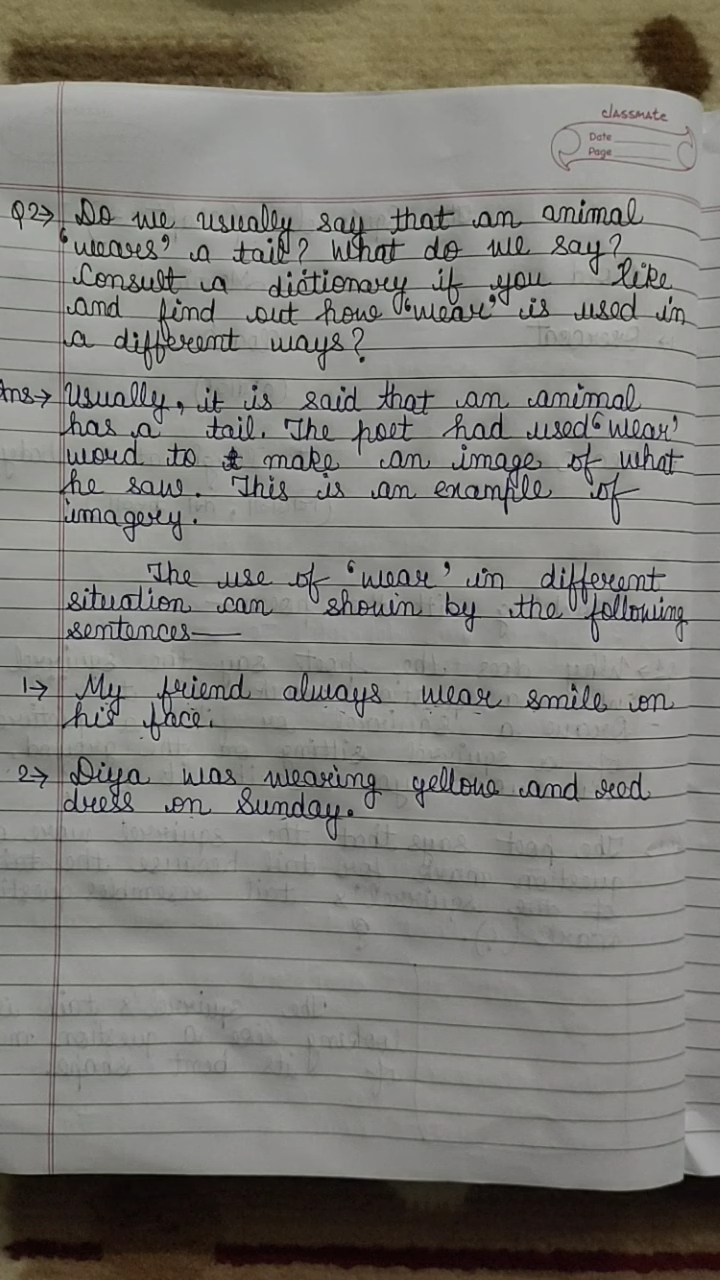 classmate
Date
Page
Q2→ Do we usually say that an animal
'weares' a tail? What do we say?
Consult a dictionary if you like
and find out how 'wear' is used in
a different ways?
Ans→ Usually, it is said that an animal
has a tail. The poet had used 'wear'
word to make an image of what
he saw. This is an example of
imagery.
The use of 'wear' in different
situation can showin by the following
sentences—
1→ My friend always wear smile on
his face.
2→ Diya was wearing yellow and red
dress on Sunday.